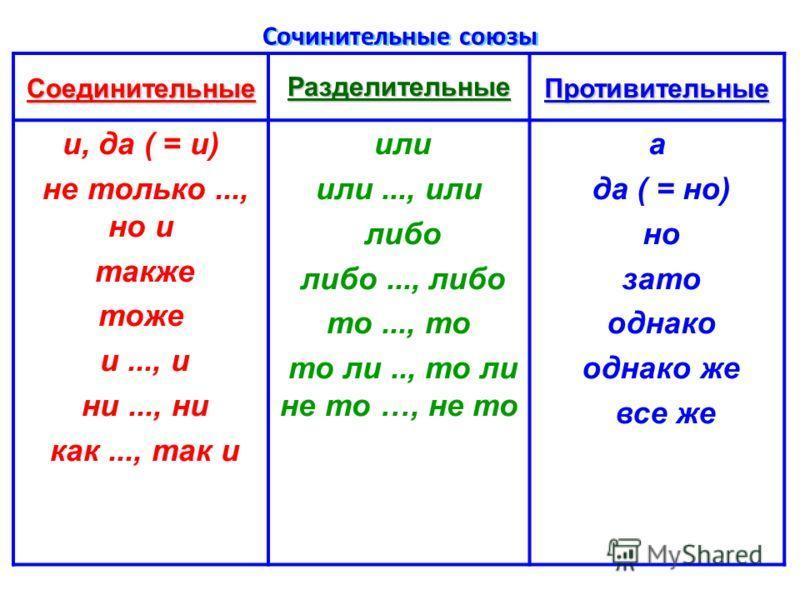 Сочинительные союзы
Соединительные
и, да ( = и)
не только ...,
но и
также
тоже
и ..., и
ни ..., ни
как ..., так и
Разделительные
или
или ..., или
либо
либо ..., либо
то ..., то
то ли .., то ли
не то …, не то
Противительные
а
да ( = но)
но
зато
однако
однако же
все же
MyShared